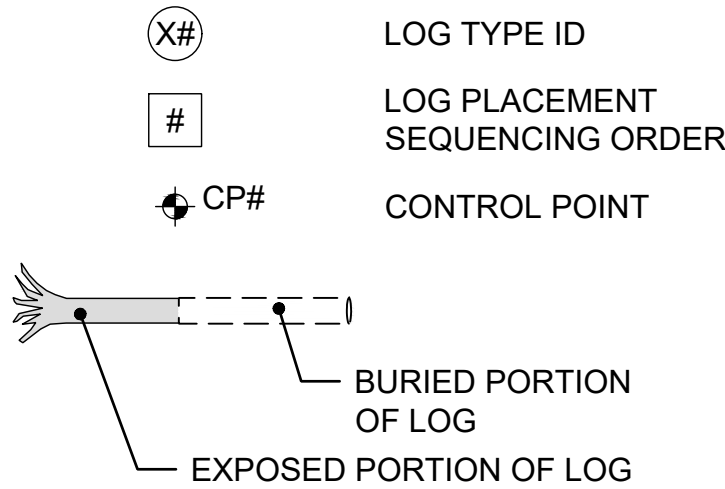 X# LOG TYPE ID
# LOG PLACEMENT
SEQUENCING ORDER
CP# CONTROL POINT
BURIED PORTION
OF LOG
EXPOSED PORTION OF LOG